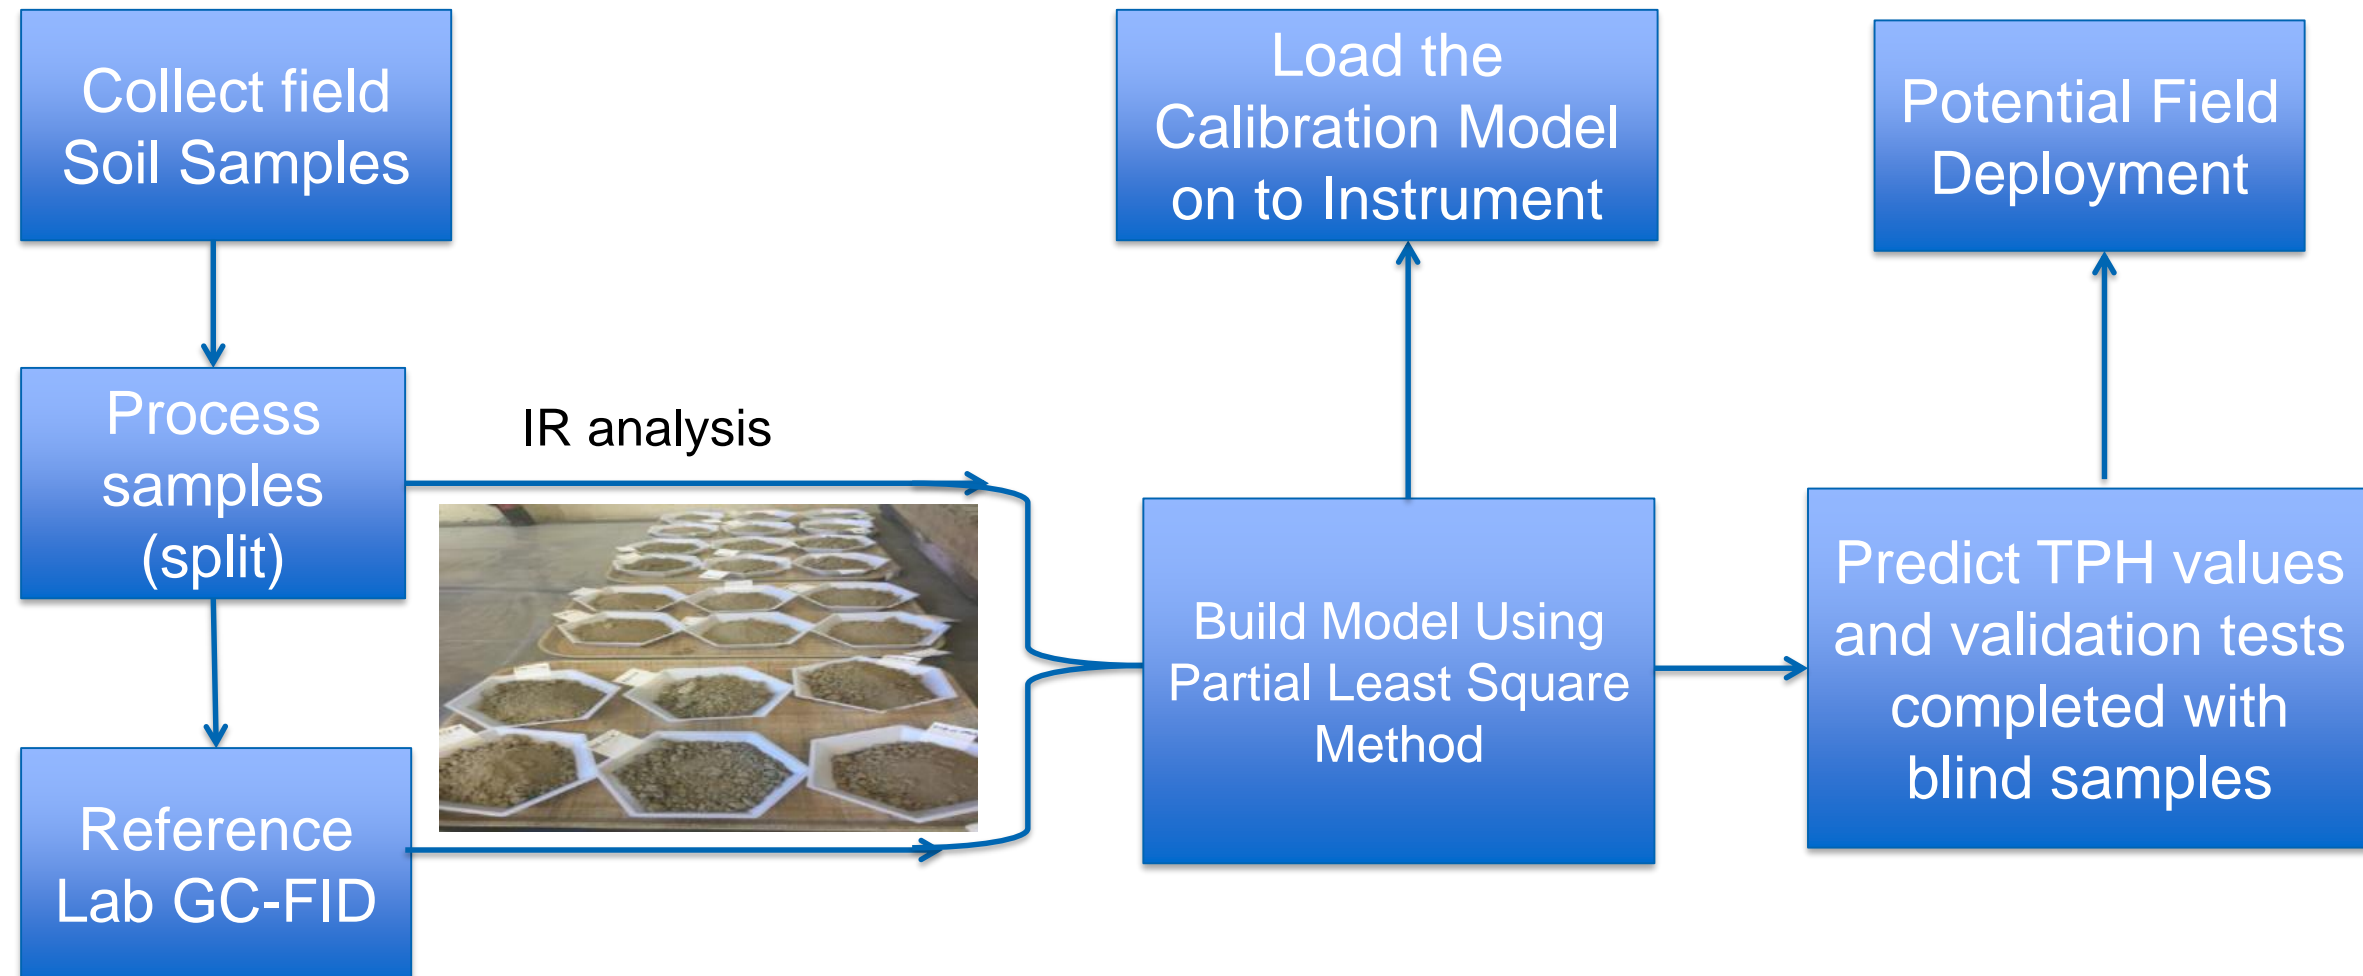 Collect field
Soil Samples
Process
samples
(split)
Reference
Lab GC-FID
IR analysis
Build Model Using
Partial Least Square
Method
Load the
Calibration Model
on to Instrument
Predict TPH values
and validation tests
completed with
blind samples
Potential Field
Deployment